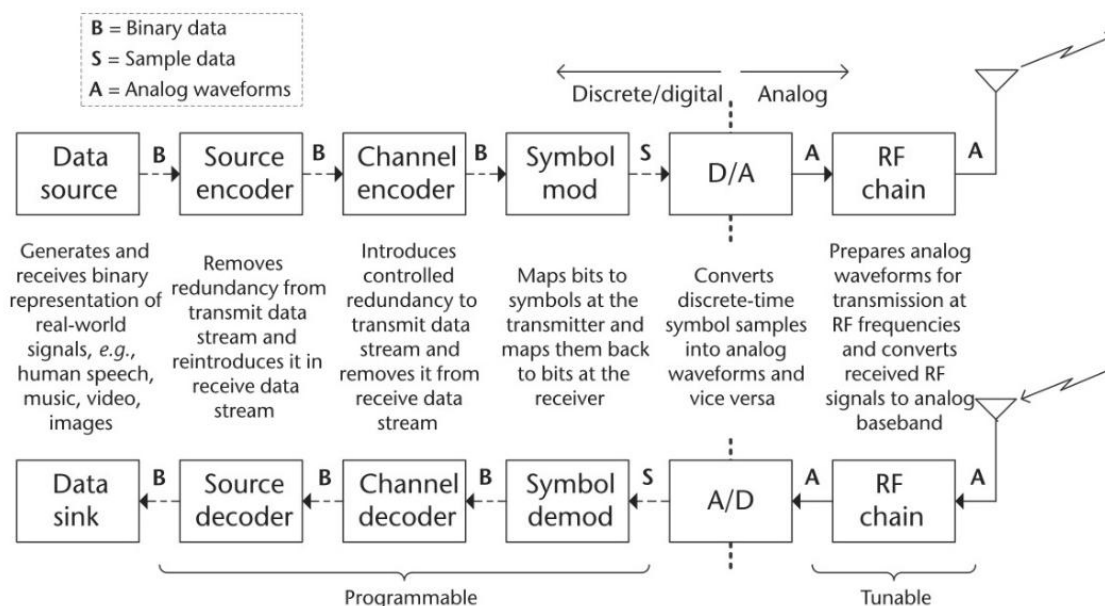 B = Binary data
S = Sample data
A = Analog waveforms
Discrete/digital
Analog
Data
source
B
Source
encoder
B
Channel
encoder
B
Symbol
mod
S
D/A
A
RF
chain
A
Generates and
receives binary
representation of
real-world
signals, e.g.,
human speech,
music, video,
images
Removes
redundancy from
transmit data
stream and
reintroduces it in
receive data
stream
Introduces
controlled
redundancy to
transmit data
stream and
removes it from
receive data
stream
Maps bits to
symbols at the
transmitter and
maps them back
to bits at the
receiver
Converts
discrete-time
symbol samples
into analog
waveforms and
vice versa
Prepares analog
waveforms for
transmission at
RF frequencies
and converts
received RF
signals to analog
baseband
Data
sink
B
Source
decoder
B
Channel
decoder
B
Symbol
demod
S
A/D
A
RF
chain
A
Programmable
Tunable